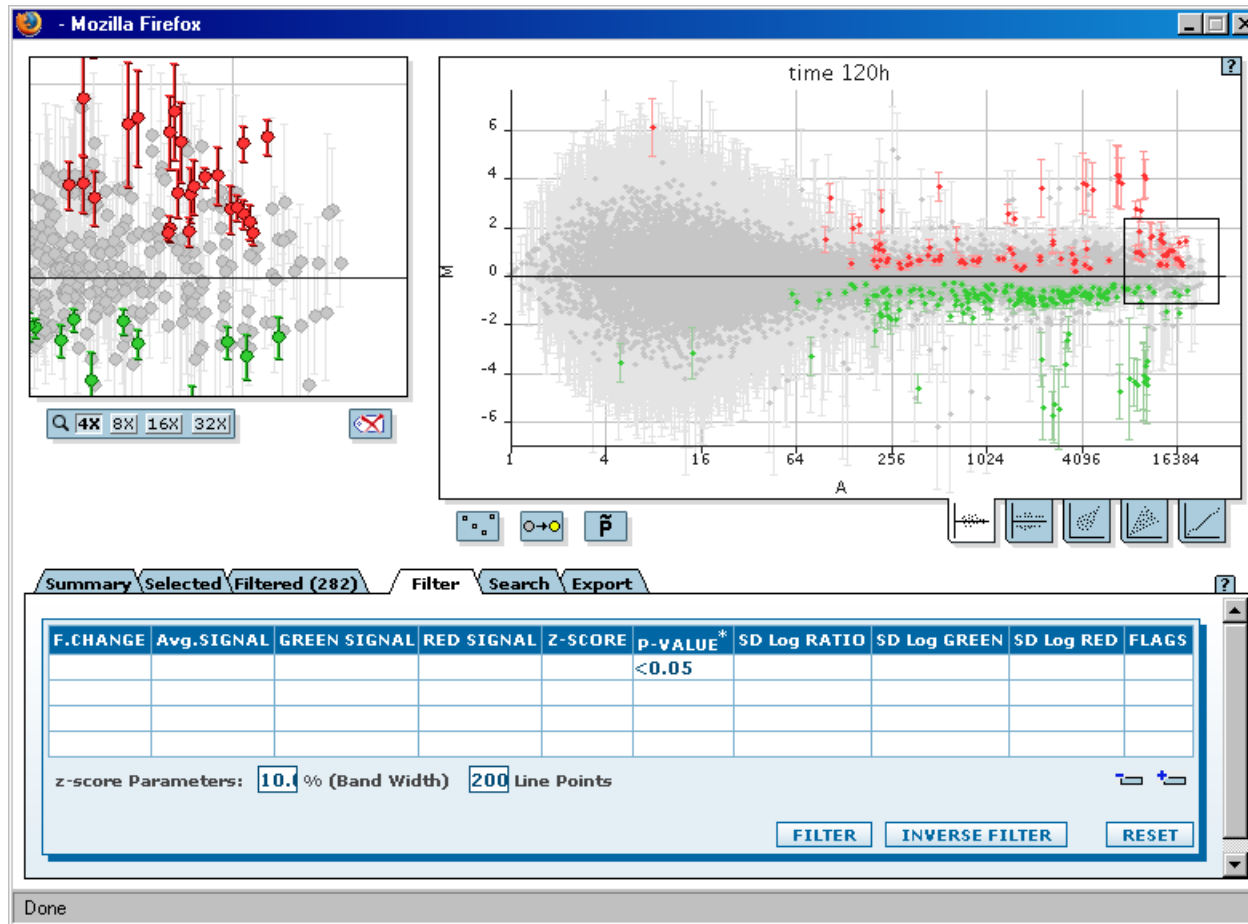 - Mozilla Firefox
time 120h
?
6
4
2
0
-2
-4
-6
M
1 4 16 64 256 1024 4096 16384
A
4X 8X 16X 32X
P̃
Summary Selected Filtered (282) Filter Search Export ?
F.CHANGE Avg.SIGNAL GREEN SIGNAL RED SIGNAL Z-SCORE P-VALUE* SD Log RATIO SD Log GREEN SD Log RED FLAGS
<0.05
z-score Parameters: 10.0 % (Band Width) 200 Line Points - +
FILTER INVERSE FILTER RESET
Done